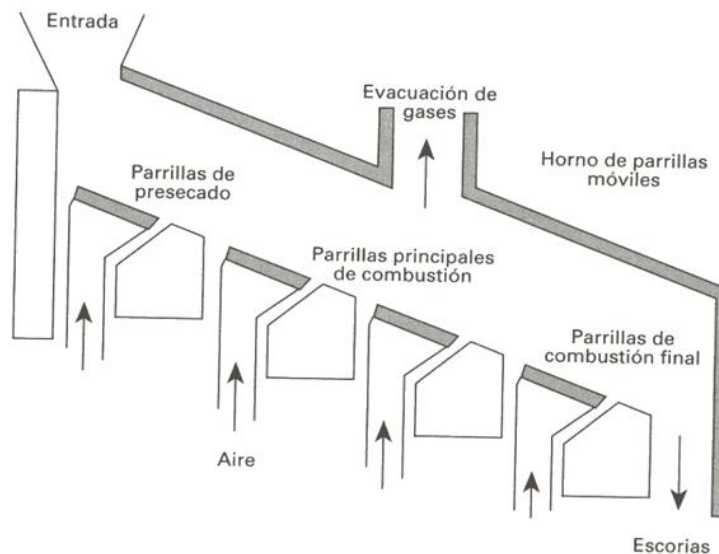 Entrada
Evacuación de
gases
Horno de parrillas
móviles
Parrillas de
presecado
Parrillas principales
de combustión
Parrillas de
combustión final
Aire
Escorias